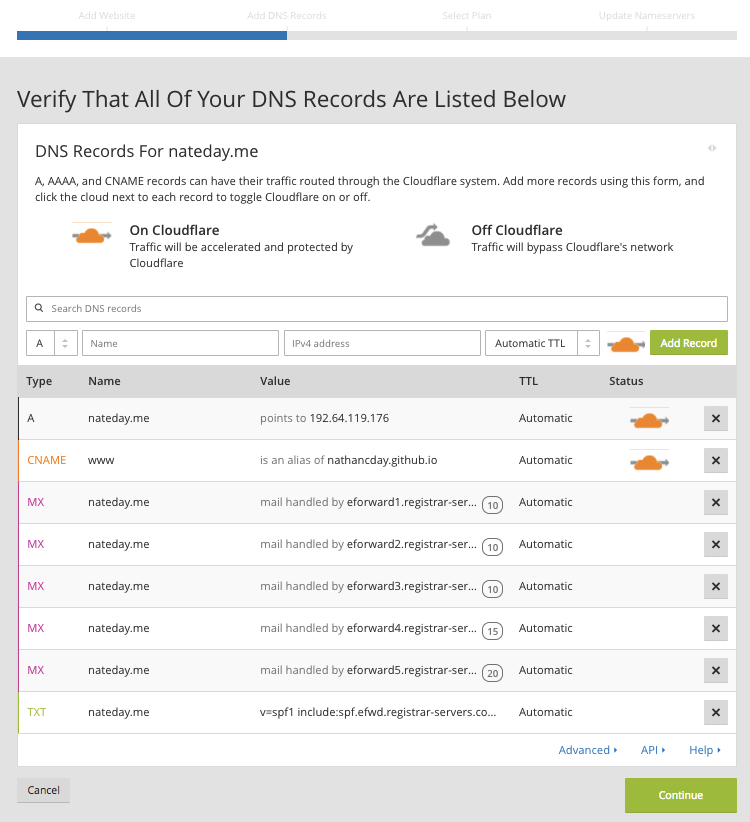 Add Website Add DNS Records Select Plan Update Nameservers
Verify That All Of Your DNS Records Are Listed Below
DNS Records For nateday.me
A, AAAA, and CNAME records can have their traffic routed through the Cloudflare system. Add more records using this form, and
click the cloud next to each record to toggle Cloudflare on or off.
On Cloudflare Off Cloudflare
Traffic will be accelerated and protected by Traffic will bypass Cloudflare's network
Cloudflare
Search DNS records
A Name IPv4 address Automatic TTL Add Record
Type Name Value TTL Status
A nateday.me points to 192.64.119.176 Automatic
CNAME www is an alias of nathancday.github.io Automatic
MX nateday.me mail handled by eforward1.registrar-ser... 10 Automatic
MX nateday.me mail handled by eforward2.registrar-ser... 10 Automatic
MX nateday.me mail handled by eforward3.registrar-ser... 10 Automatic
MX nateday.me mail handled by eforward4.registrar-ser... 15 Automatic
MX nateday.me mail handled by eforward5.registrar-ser... 20 Automatic
TXT nateday.me v=spf1 include:spf.efwd.registrar-servers.co... Automatic
Advanced API Help
Cancel Continue